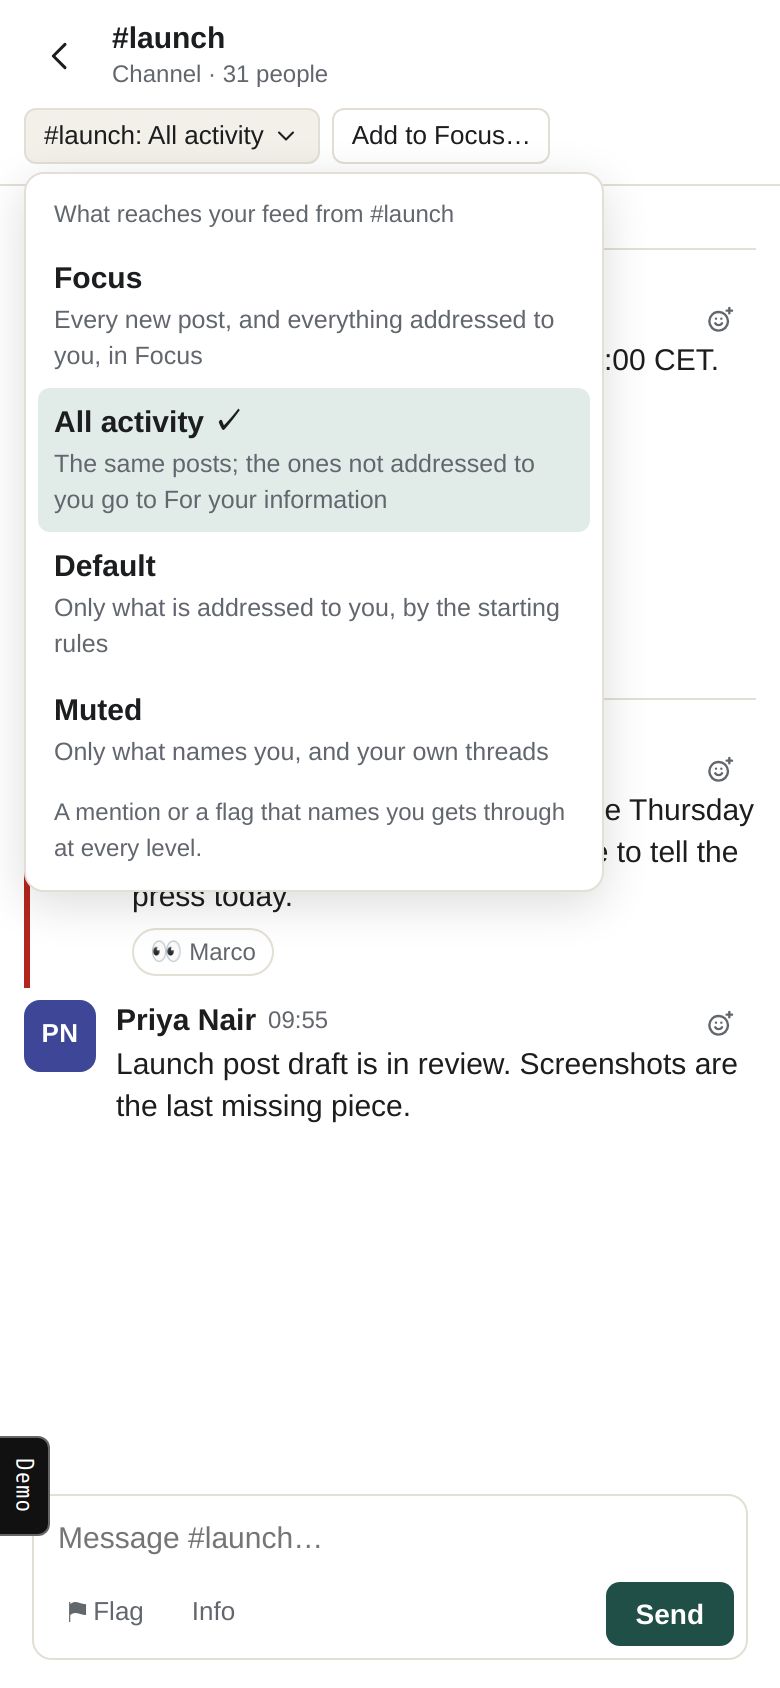 #launch
Channel · 31 people
#launch: All activity
Add to Focus…
What reaches your feed from #launch
Focus
Every new post, and everything addressed to
you, in Focus
All activity ✓
The same posts; the ones not addressed to
you go to For your information
Default
Only what is addressed to you, by the starting
rules
Muted
Only what names you, and your own threads
A mention or a flag that names you gets through
at every level.
:00 CET.
e Thursday
to tell the
press today.
👀 Marco
PN
Priya Nair 09:55
Launch post draft is in review. Screenshots are
the last missing piece.
Demo
Message #launch…
Flag
Info
Send